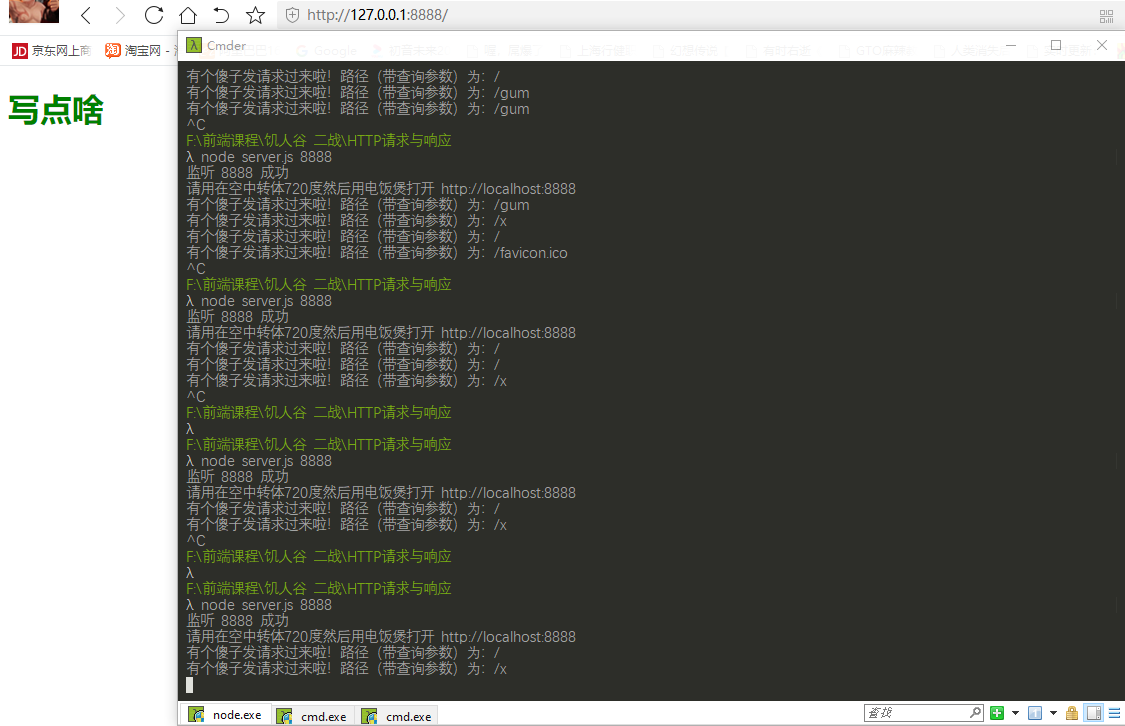 http://127.0.0.1:8888/
JD 京东网上商
淘 淘宝网 -
Cmder
写点啥
有个傻子发请求过来啦！路径（带查询参数）为：/
有个傻子发请求过来啦！路径（带查询参数）为：/gum
有个傻子发请求过来啦！路径（带查询参数）为：/gum
^C
F:\前端课程\饥人谷 二战\HTTP请求与响应
λ node server.js 8888
监听 8888 成功
请用在空中转体720度然后用电饭煲打开 http://localhost:8888
有个傻子发请求过来啦！路径（带查询参数）为：/gum
有个傻子发请求过来啦！路径（带查询参数）为：/x
有个傻子发请求过来啦！路径（带查询参数）为：/
有个傻子发请求过来啦！路径（带查询参数）为：/favicon.ico
^C
F:\前端课程\饥人谷 二战\HTTP请求与响应
λ node server.js 8888
监听 8888 成功
请用在空中转体720度然后用电饭煲打开 http://localhost:8888
有个傻子发请求过来啦！路径（带查询参数）为：/
有个傻子发请求过来啦！路径（带查询参数）为：/
有个傻子发请求过来啦！路径（带查询参数）为：/x
^C
F:\前端课程\饥人谷 二战\HTTP请求与响应
λ
F:\前端课程\饥人谷 二战\HTTP请求与响应
λ node server.js 8888
监听 8888 成功
请用在空中转体720度然后用电饭煲打开 http://localhost:8888
有个傻子发请求过来啦！路径（带查询参数）为：/
有个傻子发请求过来啦！路径（带查询参数）为：/x
^C
F:\前端课程\饥人谷 二战\HTTP请求与响应
λ
F:\前端课程\饥人谷 二战\HTTP请求与响应
λ node server.js 8888
监听 8888 成功
请用在空中转体720度然后用电饭煲打开 http://localhost:8888
有个傻子发请求过来啦！路径（带查询参数）为：/
有个傻子发请求过来啦！路径（带查询参数）为：/x
node.exe cmd.exe cmd.exe 查找